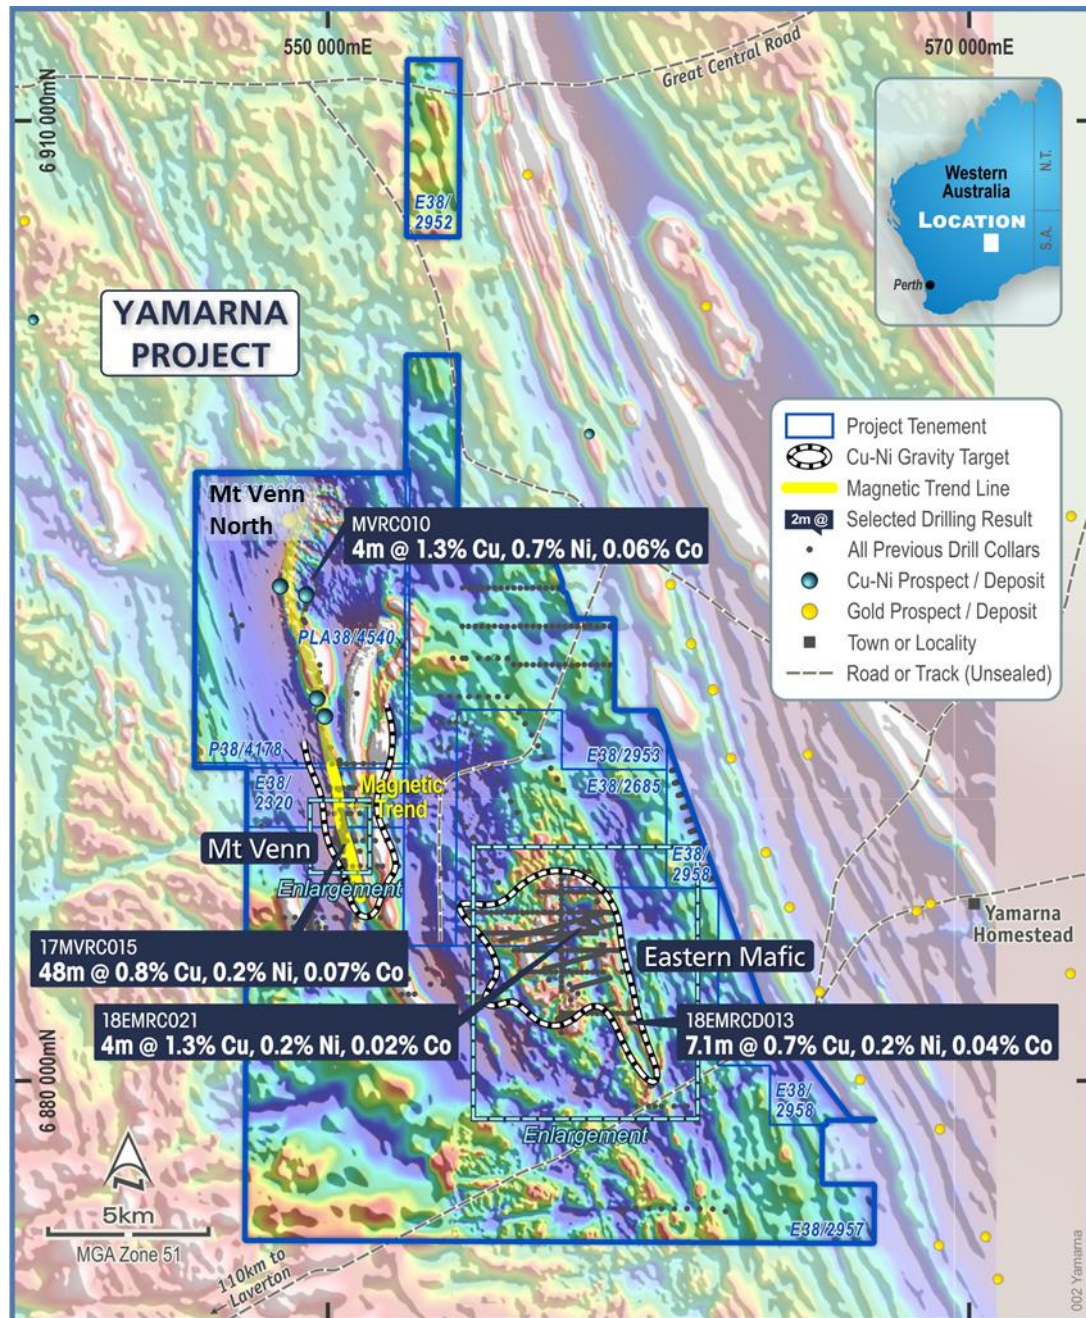 550 000mE
570 000mE
Great Central Road
6 910 000mN
E38/
2952
Western
Australia
LOCATION
N.T.
S.A.
Perth
YAMARNA
PROJECT
Project Tenement
Cu-Ni Gravity Target
Magnetic Trend Line
2m @
Selected Drilling Result
All Previous Drill Collars
Cu-Ni Prospect / Deposit
Gold Prospect / Deposit
Town or Locality
Road or Track (Unsealed)
Mt Venn
North
MVRC010
4m @ 1.3% Cu, 0.7% Ni, 0.06% Co
PLA38/4540
P38/4178
E38/
2320
Magnetic
Trend
E38/2953
E38/2685
E38/
2958
Mt Venn
Enlargement
Yamarna
Homestead
Eastern Mafic
17MVRC015
48m @ 0.8% Cu, 0.2% Ni, 0.07% Co
18EMRC021
4m @ 1.3% Cu, 0.2% Ni, 0.02% Co
18EMRCD013
7.1m @ 0.7% Cu, 0.2% Ni, 0.04% Co
6 880 000mN
E38/
2958
Enlargement
5km
MGA Zone 51
E38/2957
110km to
Laverton
002 Yamarna